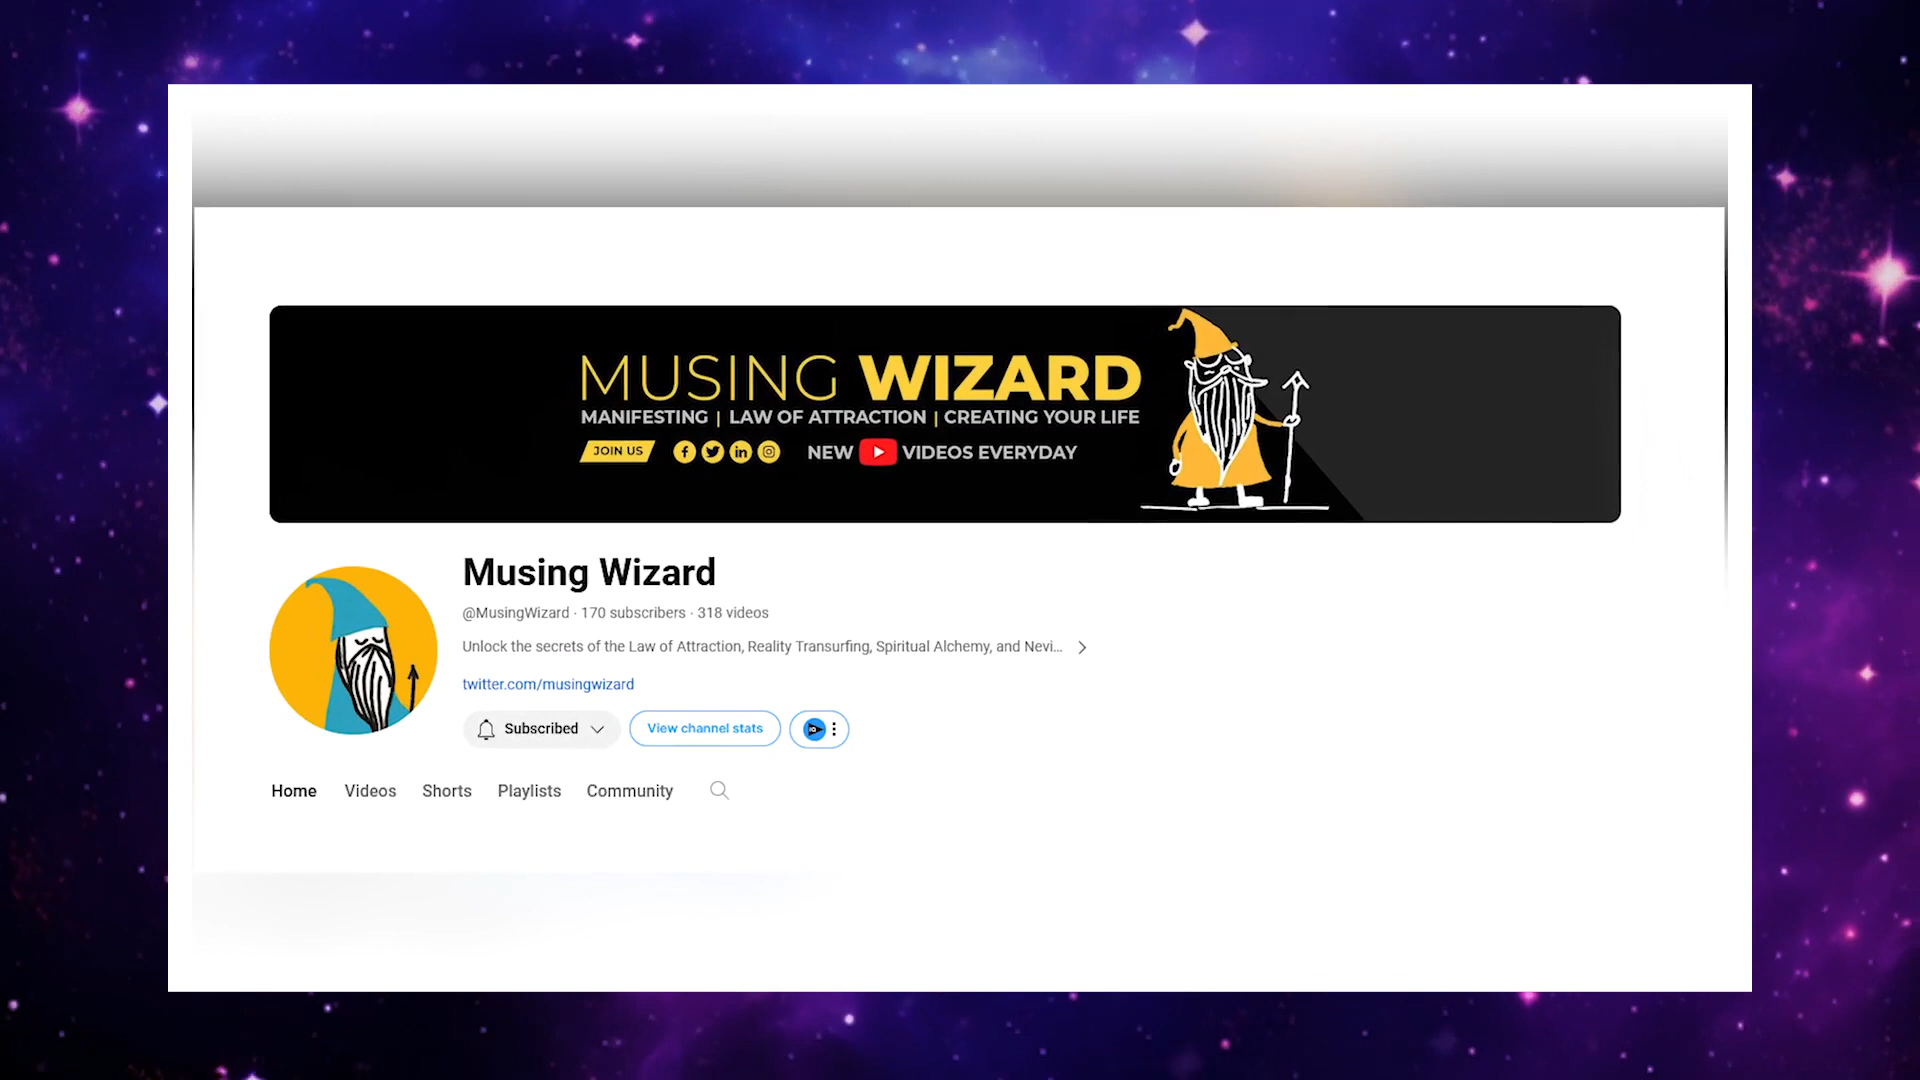 MUSING WIZARD
MANIFESTING | LAW OF ATTRACTION | CREATING YOUR LIFE
JOIN US
NEW VIDEOS EVERYDAY
Musing Wizard
@MusingWizard · 170 subscribers · 318 videos
Unlock the secrets of the Law of Attraction, Reality Transurfing, Spiritual Alchemy, and Nevi...
twitter.com/musingwizard
Subscribed
View channel stats
Home Videos Shorts Playlists Community